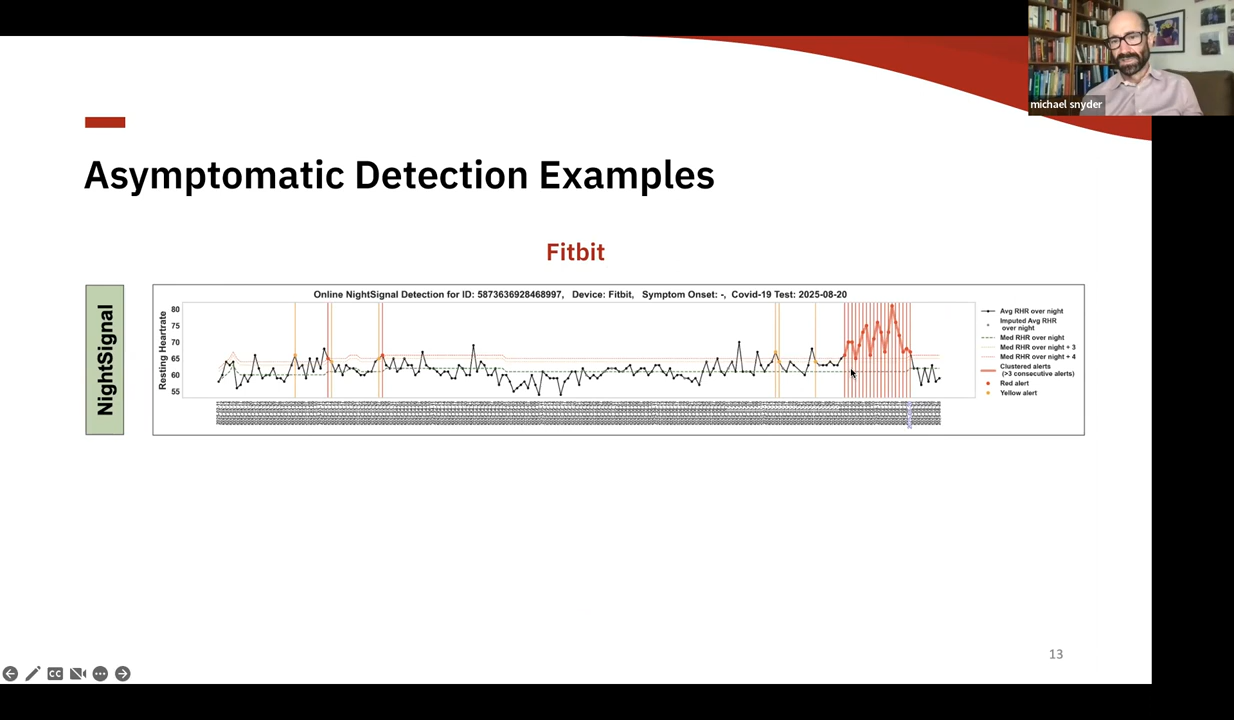 michael snyder
Asymptomatic Detection Examples
Fitbit
NightSignal
Online NightSignal Detection for ID: 5873636928468997, Device: Fitbit, Symptom Onset: -, Covid-19 Test: 2025-08-20
Resting Heartrate
80
75
70
65
60
55
Avg RHR over night
Imputed Avg RHR
over night
Med RHR over night
Med RHR over night + 3
Med RHR over night + 4
Clustered alerts
(>3 consecutive alerts)
Red alert
Yellow alert
13
CC